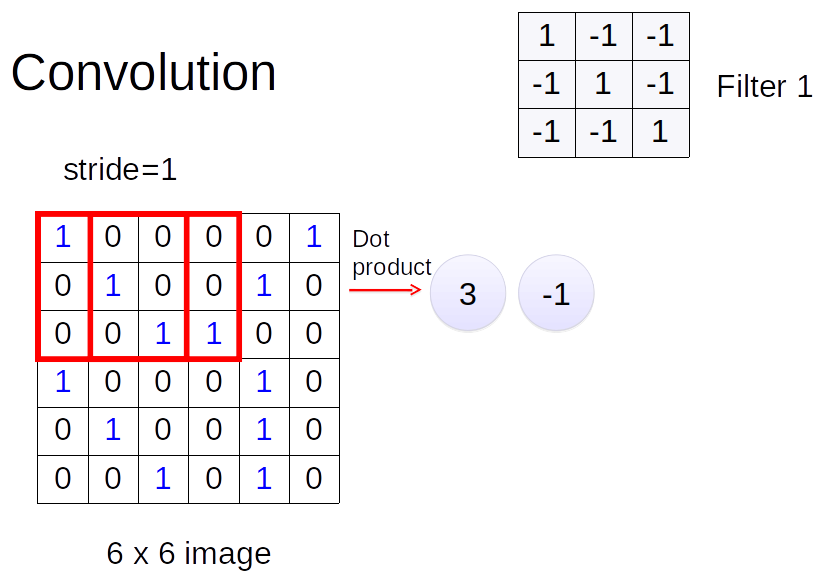 Convolution
1 -1 -1
-1 1 -1
-1 -1 1
Filter 1
stride=1
1 0 0 0 0 1
0 1 0 0 1 0
0 0 1 1 0 0
1 0 0 0 1 0
0 1 0 0 1 0
0 0 1 0 1 0
Dot
product
3 -1
6 x 6 image